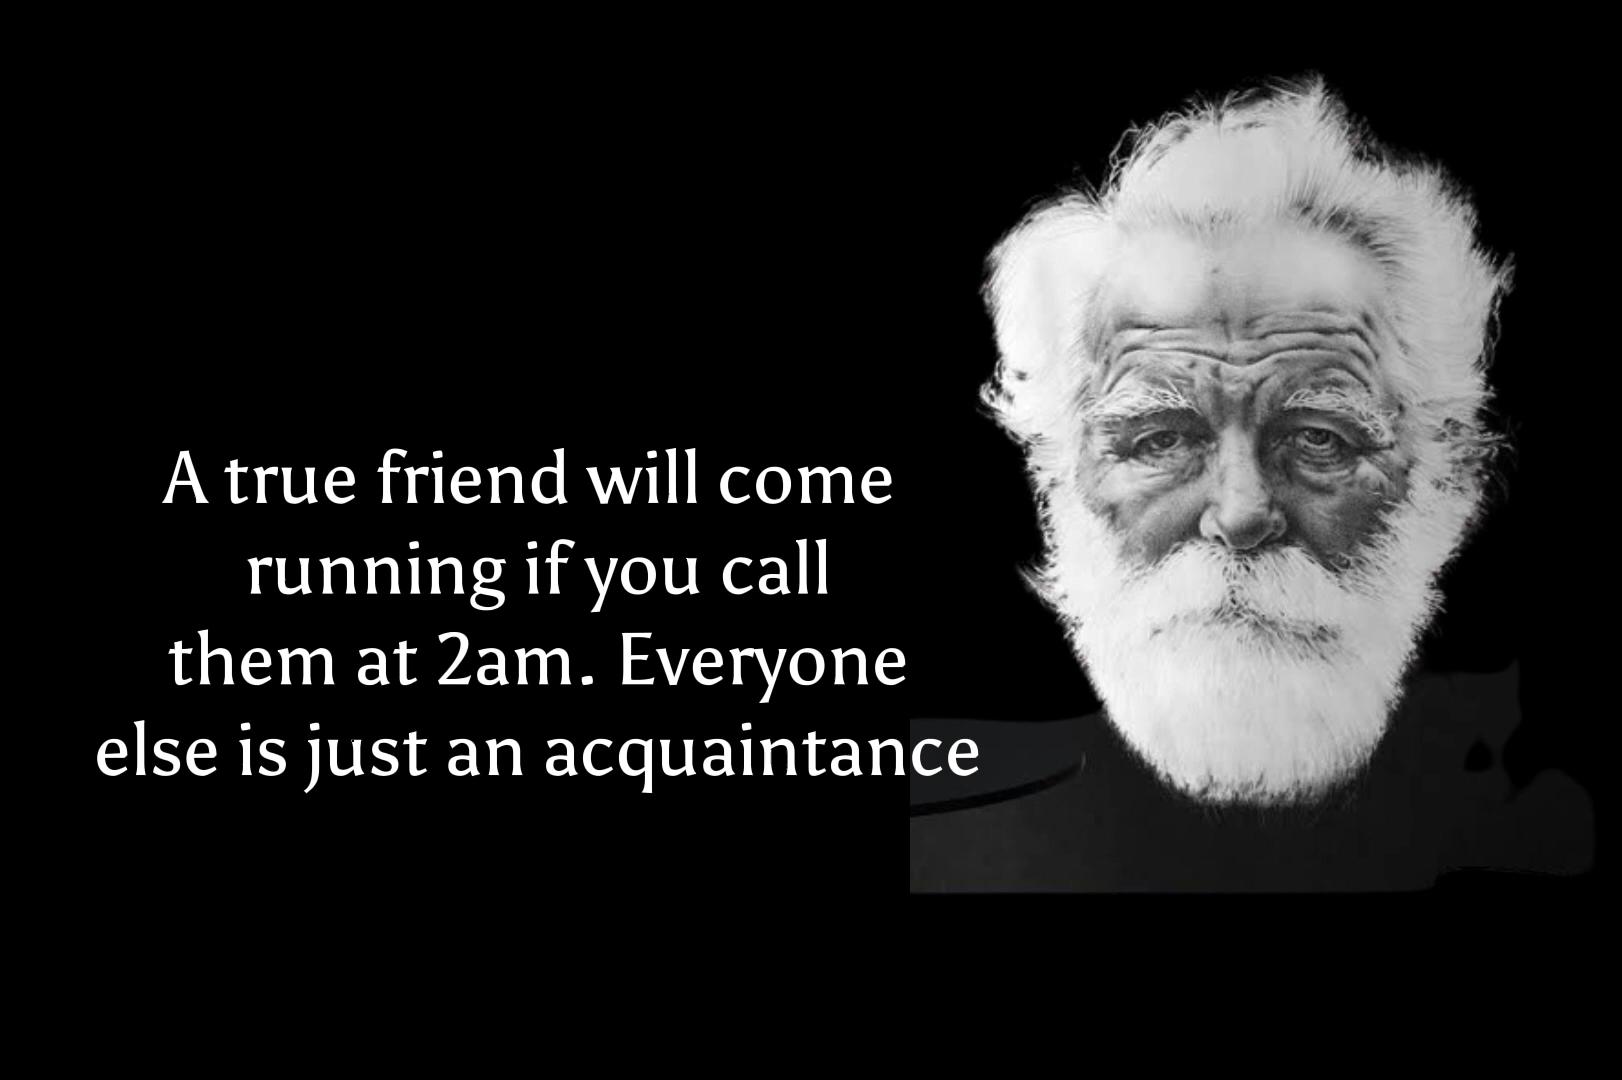 A true friend will come
running if you call
them at 2am. Everyone
else is just an acquaintance